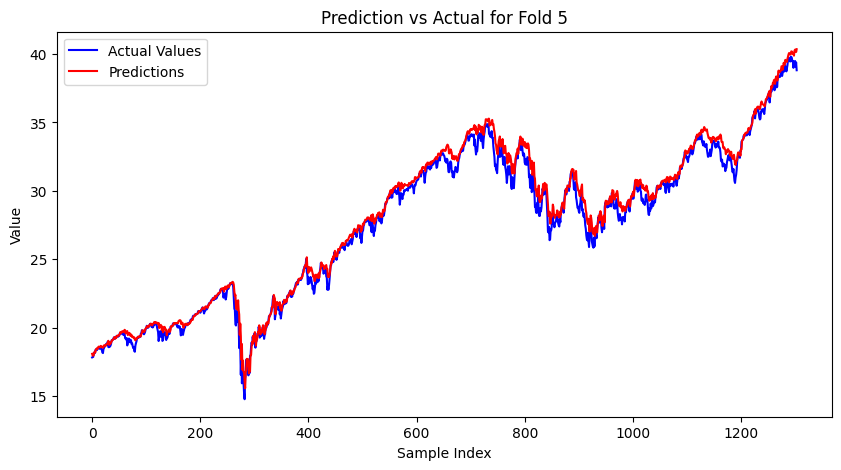 Prediction vs Actual for Fold 5
Actual Values
Predictions
Value
40
35
30
25
20
15
0 200 400 600 800 1000 1200
Sample Index